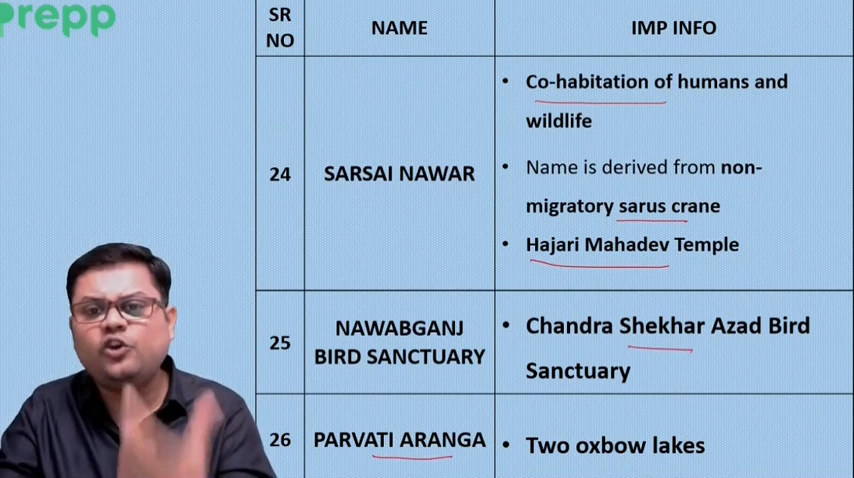 prepp
SR
NO
NAME
IMP INFO
24
SARSAI NAWAR
• Co-habitation of humans and
wildlife
• Name is derived from non-
migratory sarus crane
• Hajari Mahadev Temple
25
NAWABGANJ
BIRD SANCTUARY
• Chandra Shekhar Azad Bird
Sanctuary
26
PARVATI ARANGA
• Two oxbow lakes